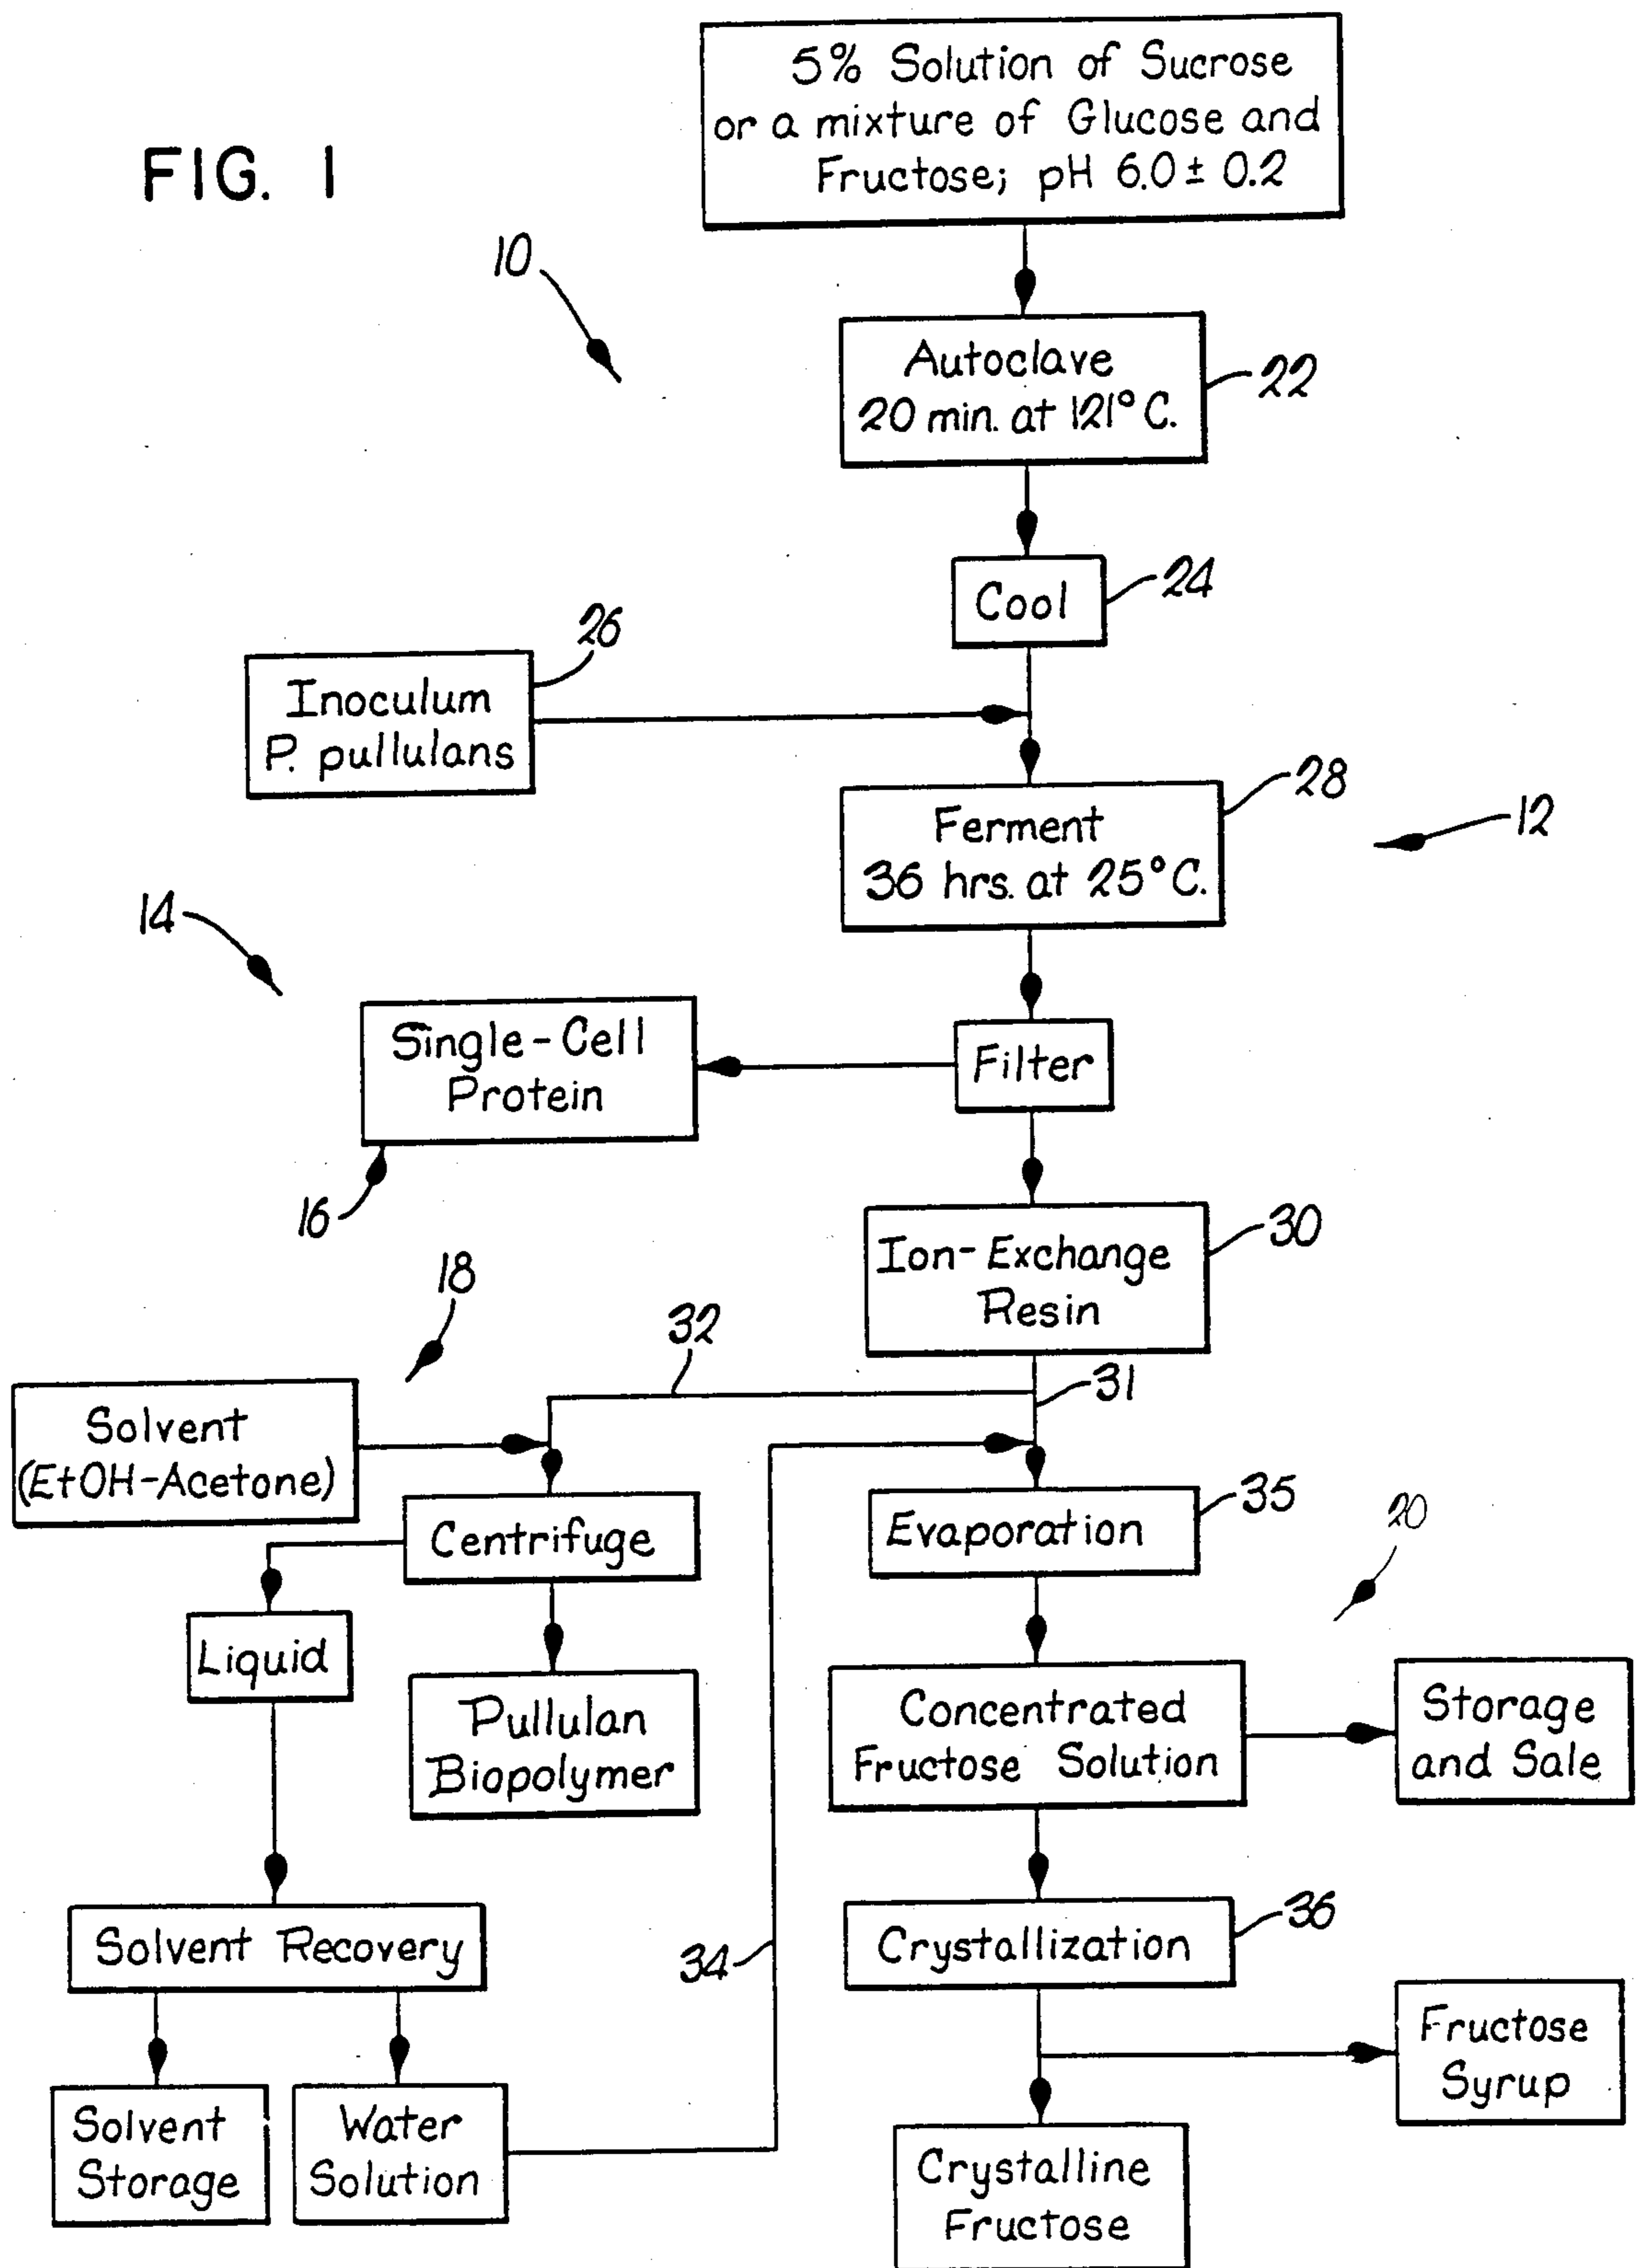 FIG. 1
5% Solution of Sucrose
or a mixture of Glucose and
Fructose; pH 6.0 ± 0.2
10
Autoclave
20 min. at 121° C.
22
Cool
24
26
Inoculum
P. pullulans
28
Ferment
36 hrs. at 25° C.
12
14
Single-Cell
Protein
Filter
16
Ion-Exchange
Resin
30
18
32
31
Solvent
(EtOH-Acetone)
Centrifuge
Evaporation
35
20
Liquid
Pullulan
Biopolymer
Concentrated
Fructose Solution
Storage
and Sale
Solvent Recovery
34
Crystallization
36
Fructose
Syrup
Solvent
Storage
Water
Solution
Crystalline
Fructose